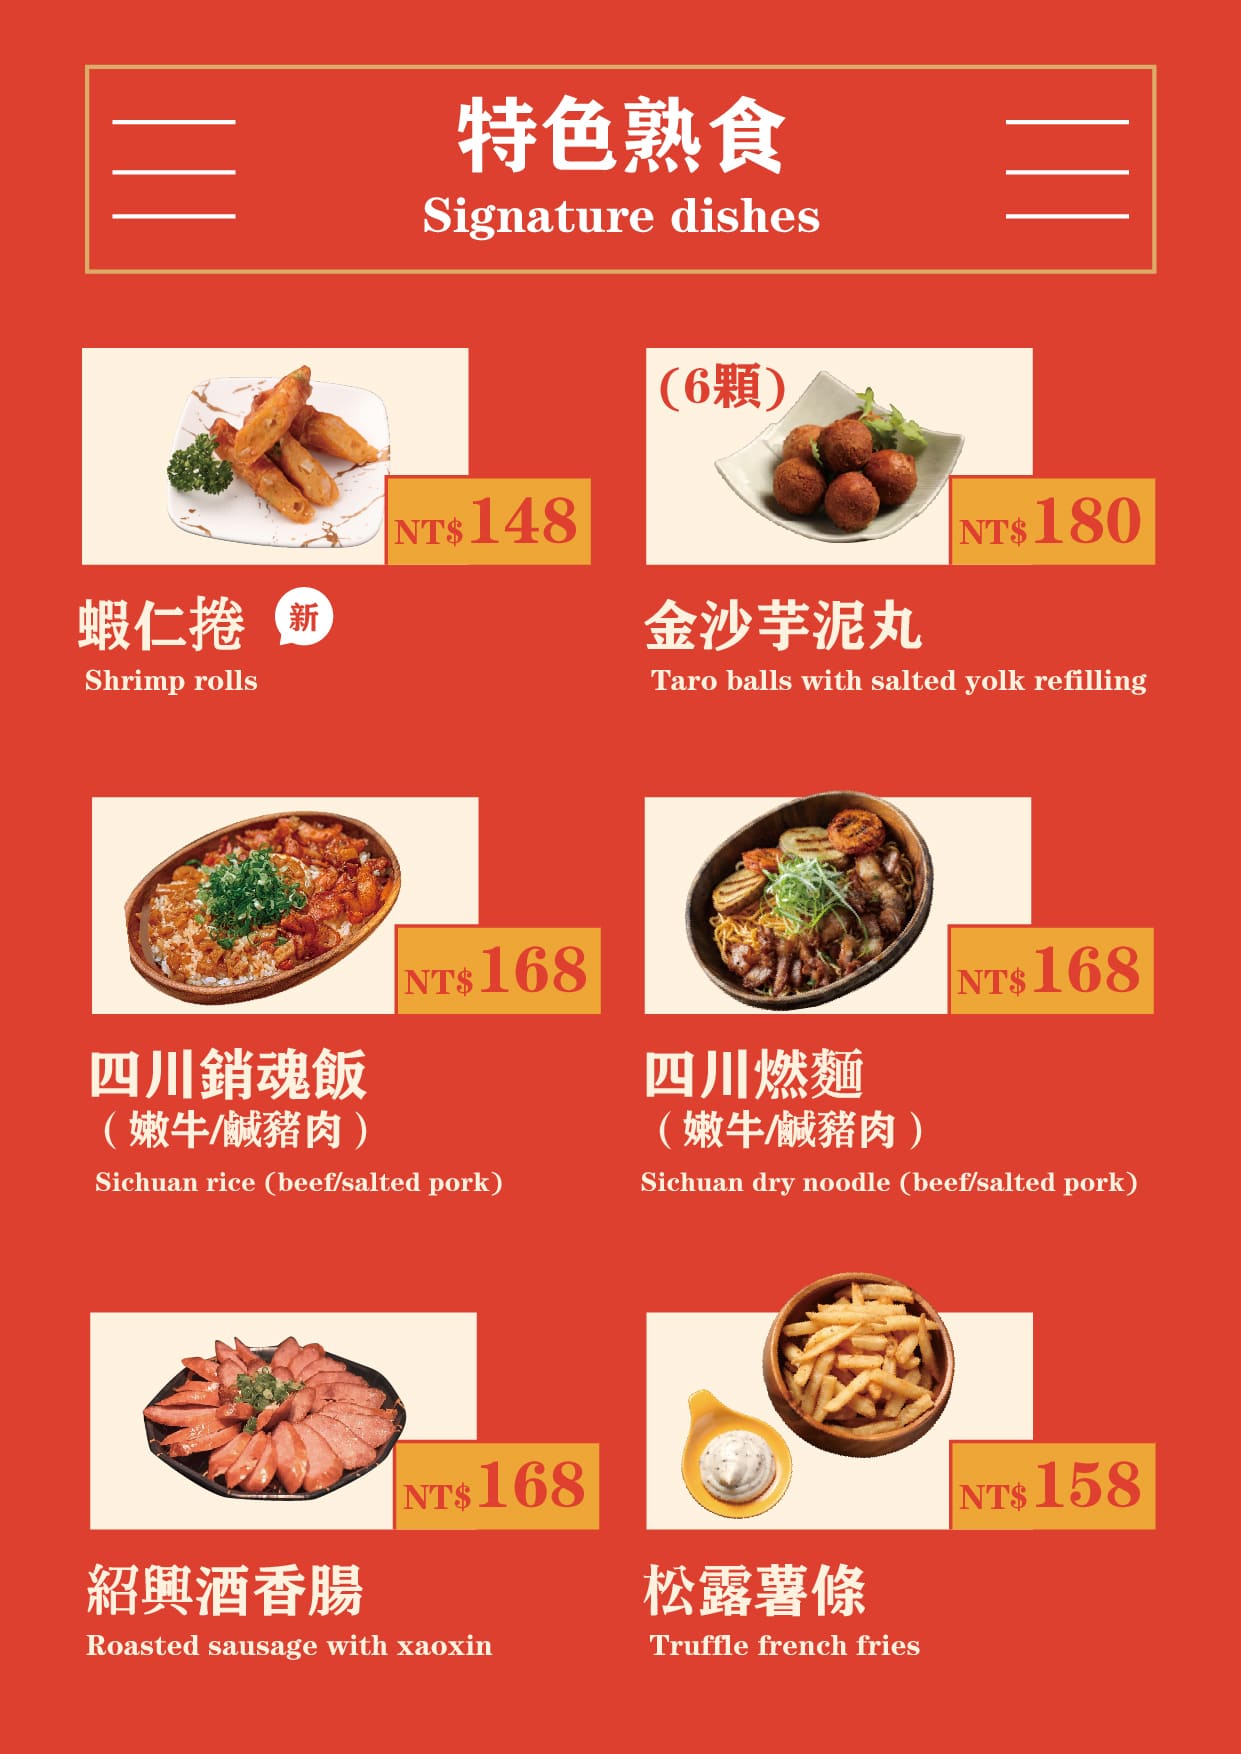 特色熟食
Signature dishes
NT$148
蝦仁捲 新
Shrimp rolls
(6顆)
NT$180
金沙芋泥丸
Taro balls with salted yolk refilling
NT$168
四川銷魂飯
(嫩牛/鹹豬肉)
Sichuan rice (beef/salted pork)
NT$168
四川燃麵
(嫩牛/鹹豬肉)
Sichuan dry noodle (beef/salted pork)
NT$168
紹興酒香腸
Roasted sausage with xaoxin
NT$158
松露薯條
Truffle french fries